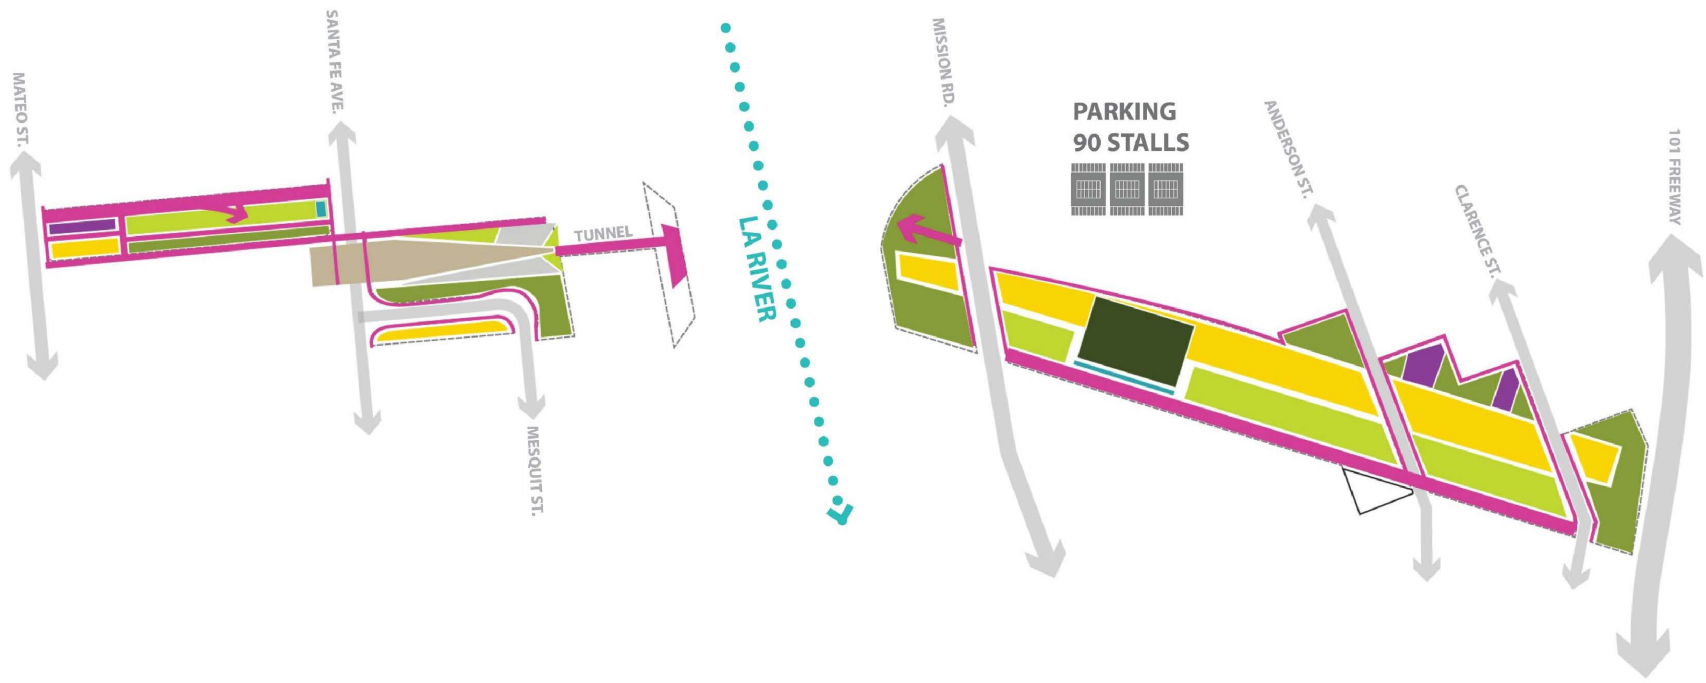 MATEO ST.
SANTA FE AVE.
TUNNEL
MESQUIT ST.
LA RIVER
MISSION RD.
PARKING
90 STALLS
ANDERSON ST.
CLARENCE ST.
101 FREEWAY